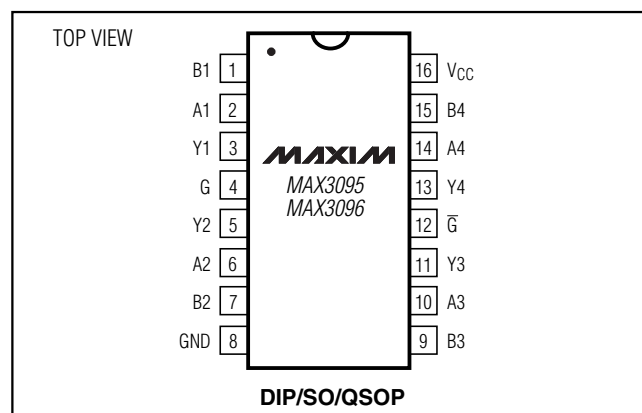 TOP VIEW
B1 1 16 VCC
A1 2 15 B4
Y1 3 14 A4
MAXIM
G 4 13 Y4
MAX3095
MAX3096
Y2 5 12 G̅
A2 6 11 Y3
B2 7 10 A3
GND 8 9 B3
DIP/SO/QSOP